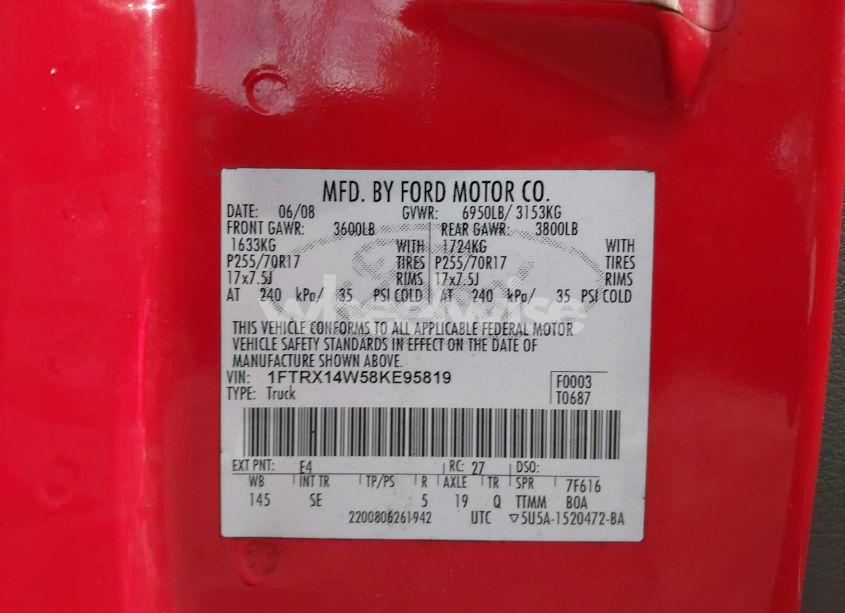 MFD. BY FORD MOTOR CO.
DATE: 06/08 GVWR: 6950LB/ 3153KG
FRONT GAWR: 3600LB REAR GAWR: 3800LB
1633KG WITH 1724KG WITH
P255/70R17 TIRES P255/70R17 TIRES
17x7.5J RIMS 17x7.5J RIMS
AT 240 kPa/ 35 PSI COLD AT 240 kPa/ 35 PSI COLD
wheelwise
THIS VEHICLE CONFORMS TO ALL APPLICABLE FEDERAL MOTOR
VEHICLE SAFETY STANDARDS IN EFFECT ON THE DATE OF
MANUFACTURE SHOWN ABOVE.
VIN: 1FTRX14W58KE95819 F0003
TYPE: Truck T0687
EXT PNT: E4 RC: 27 DSO:
WB INT TR TP/PS R AXLE TR SPR 7F616
145 SE 5 19 Q TTMM BOA
2200806261942 UTC ▽5U5A-1520472-BA